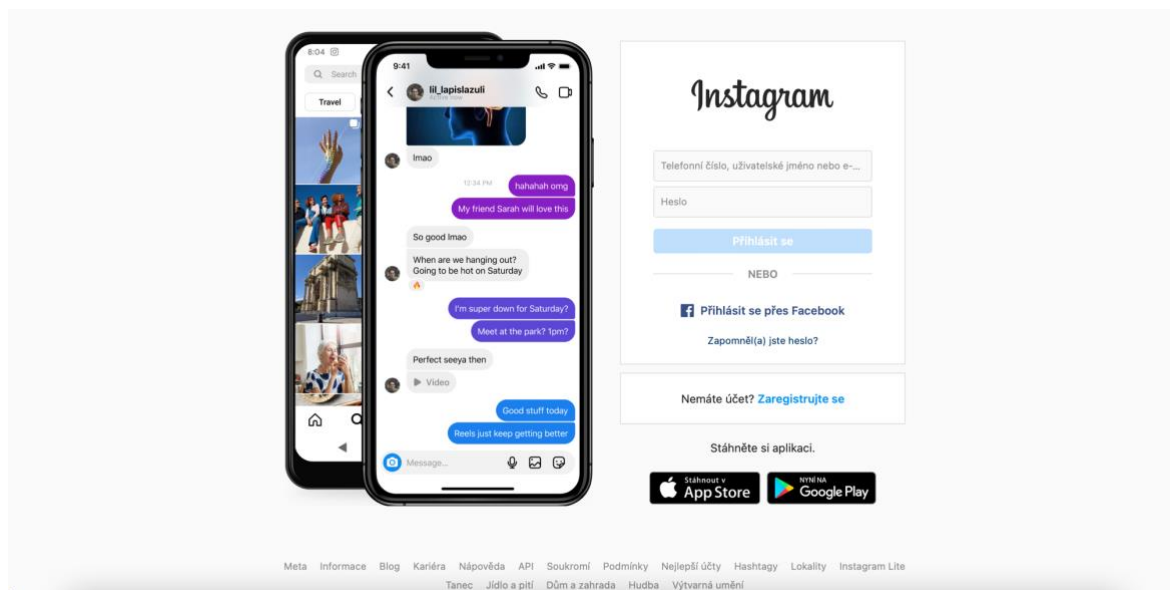 8:04
Search
Travel
9:41
lil_lapislazuli
Active now
lmao
12:34 PM
hahahah omg
My friend Sarah will love this
So good lmao
When are we hanging out?
Going to be hot on Saturday
I'm super down for Saturday?
Meet at the park? 1pm?
Perfect seeya then
Video
Good stuff today
Reels just keep getting better
Message...
Instagram
Telefonní číslo, uživatelské jméno nebo e-...
Heslo
Přihlásit se
NEBO
Přihlásit se přes Facebook
Zapomněl(a) jste heslo?
Nemáte účet? Zaregistrujte se
Stáhněte si aplikaci.
Stáhnout v
App Store
NYNÍ NA
Google Play
Meta Informace Blog Kariéra Nápověda API Soukromí Podmínky Nejlepší účty Hashtagy Lokality Instagram Lite
Tanec Jídlo a pití Dům a zahrada Hudba Výtvarná umění